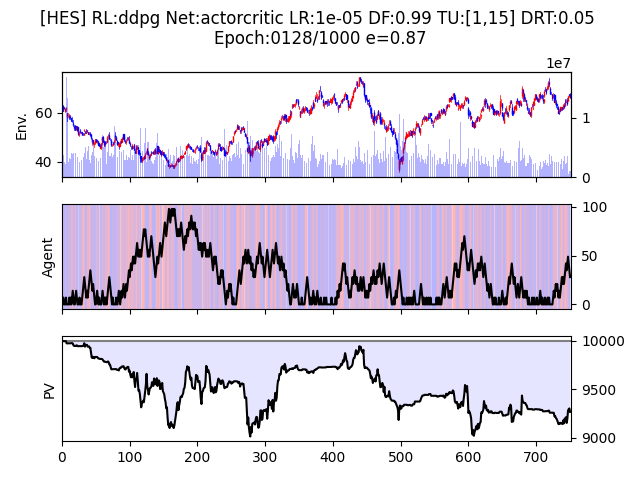 [HES] RL:ddpg Net:actorcritic LR:1e-05 DF:0.99 TU:[1,15] DRT:0.05
Epoch:0128/1000 e=0.87
1e7
Env.
60
40
1
0
Agent
100
50
0
PV
10000
9500
9000
0 100 200 300 400 500 600 700